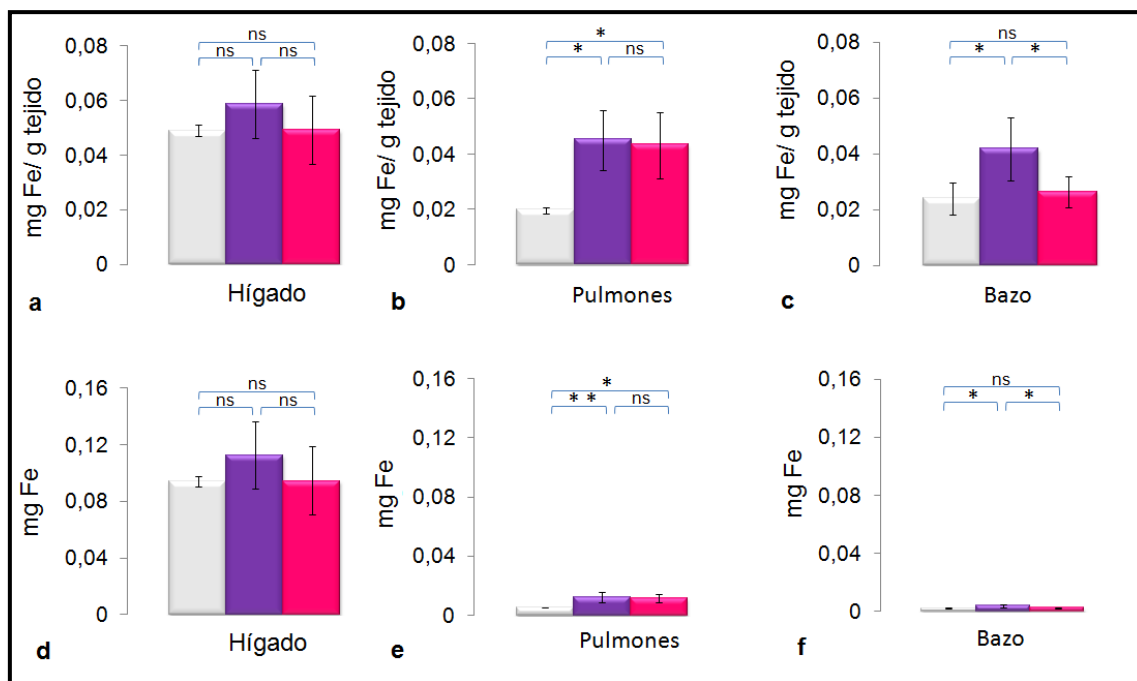 mg Fe/ g tejido
0,08
0,06
0,04
0,02
0
ns
ns ns
a
Hígado
mg Fe/ g tejido
0,08
0,06
0,04
0,02
0
*
* ns
b
Pulmones
mg Fe/ g tejido
0,08
0,06
0,04
0,02
0
ns
* *
c
Bazo
mg Fe
0,16
0,12
0,08
0,04
0
ns
ns ns
d
Hígado
mg Fe
0,16
0,12
0,08
0,04
0
*
** ns
e
Pulmones
mg Fe
0,16
0,12
0,08
0,04
0
ns
* *
f
Bazo